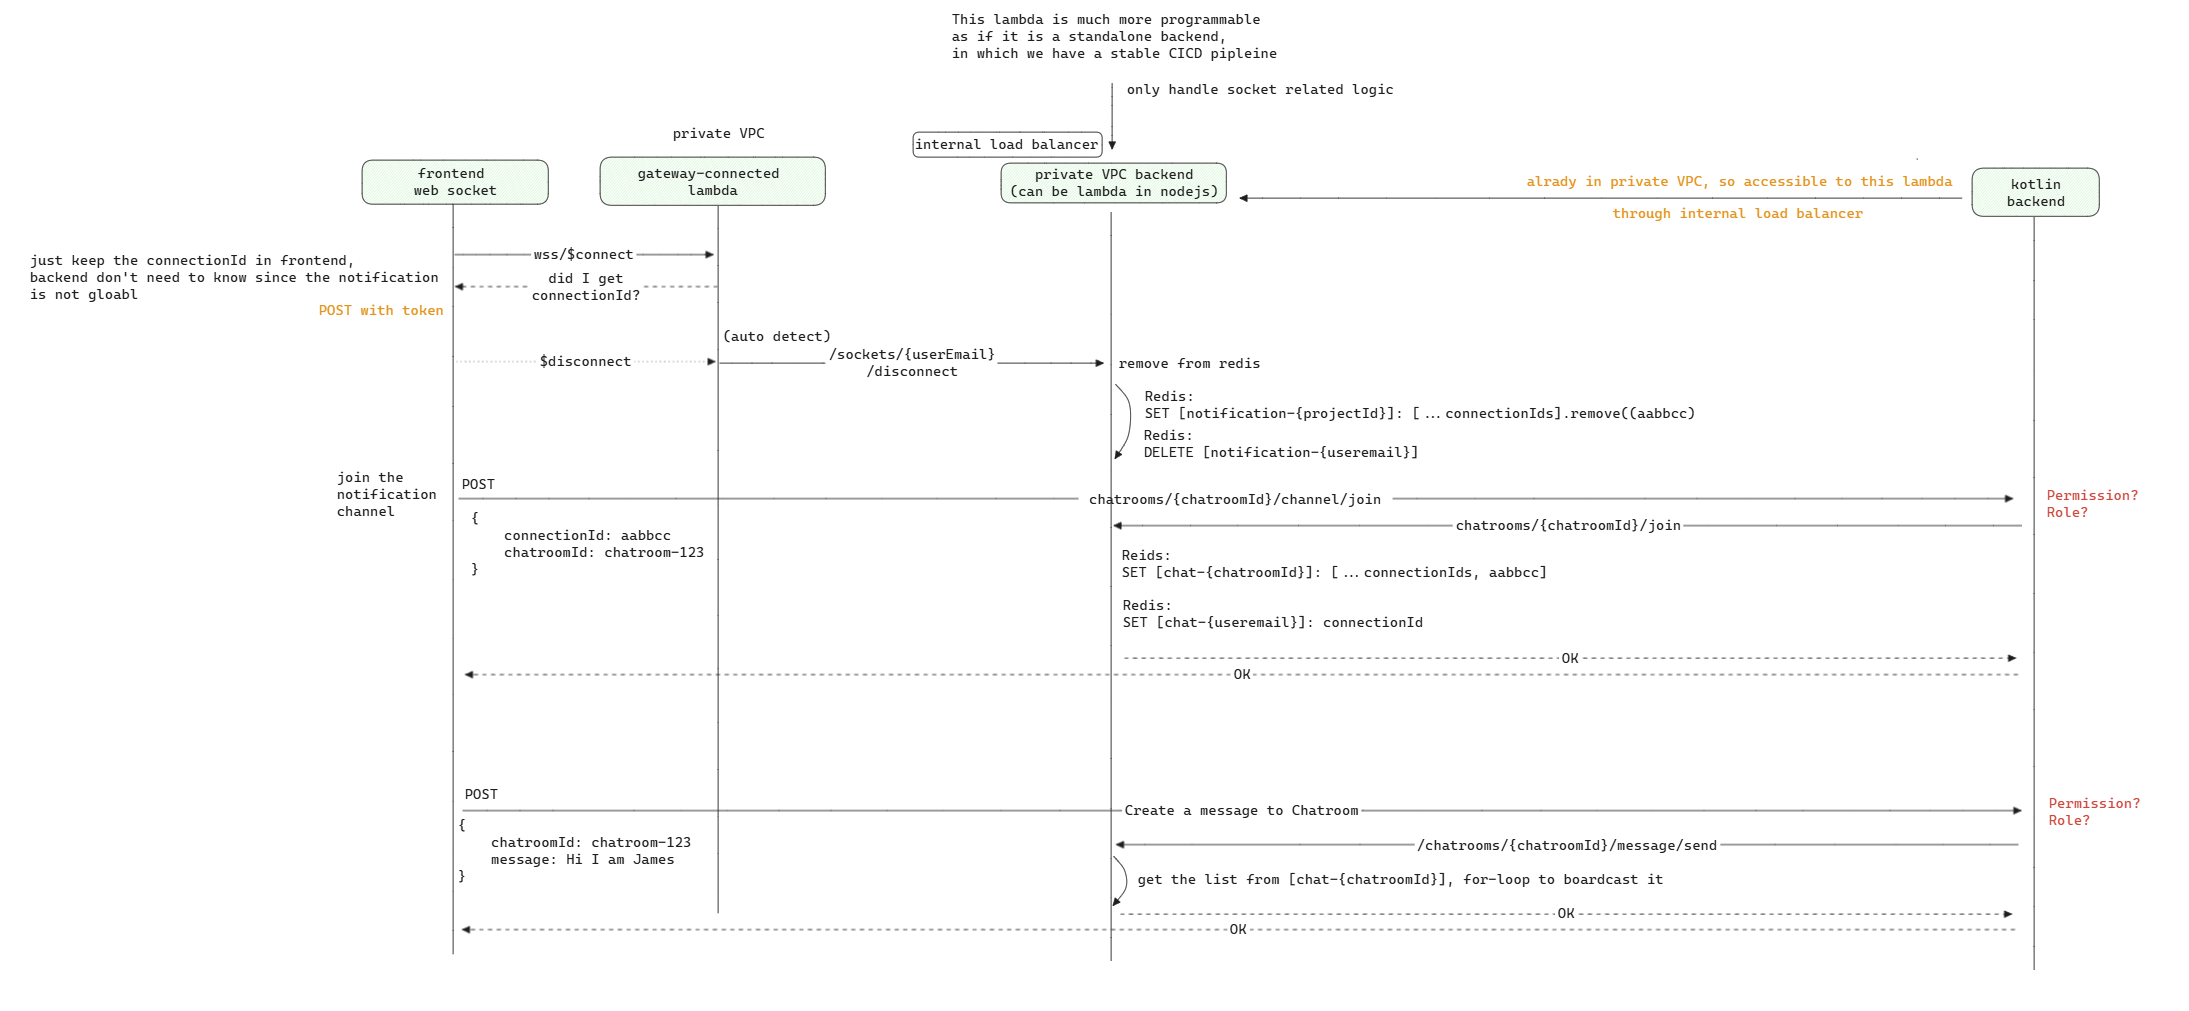 This lambda is much more programmable
as if it is a standalone backend,
in which we have a stable CICD pipleine
only handle socket related logic
private VPC
internal load balancer
frontend
web socket
gateway-connected
lambda
private VPC backend
(can be lambda in nodejs)
alrady in private VPC, so accessible to this lambda
through internal load balancer
kotlin
backend
wss/$connect
just keep the connectionId in frontend,
backend don't need to know since the notification
is not gloabl
did I get
connectionId?
POST with token
(auto detect)
$disconnect
/sockets/{userEmail}
/disconnect
remove from redis
Redis:
SET [notification-{projectId}]: [...connectionIds].remove((aabbcc)
Redis:
DELETE [notification-{useremail}]
join the
notification
channel
POST
chatrooms/{chatroomId}/channel/join
Permission?
Role?
{
connectionId: aabbcc
chatroomId: chatroom-123
}
chatrooms/{chatroomId}/join
Reids:
SET [chat-{chatroomId}]: [...connectionIds, aabbcc]
Redis:
SET [chat-{useremail}]: connectionId
OK
OK
POST
Create a message to Chatroom
Permission?
Role?
{
chatroomId: chatroom-123
message: Hi I am James
}
/chatrooms/{chatroomId}/message/send
get the list from [chat-{chatroomId}], for-loop to boardcast it
OK
OK